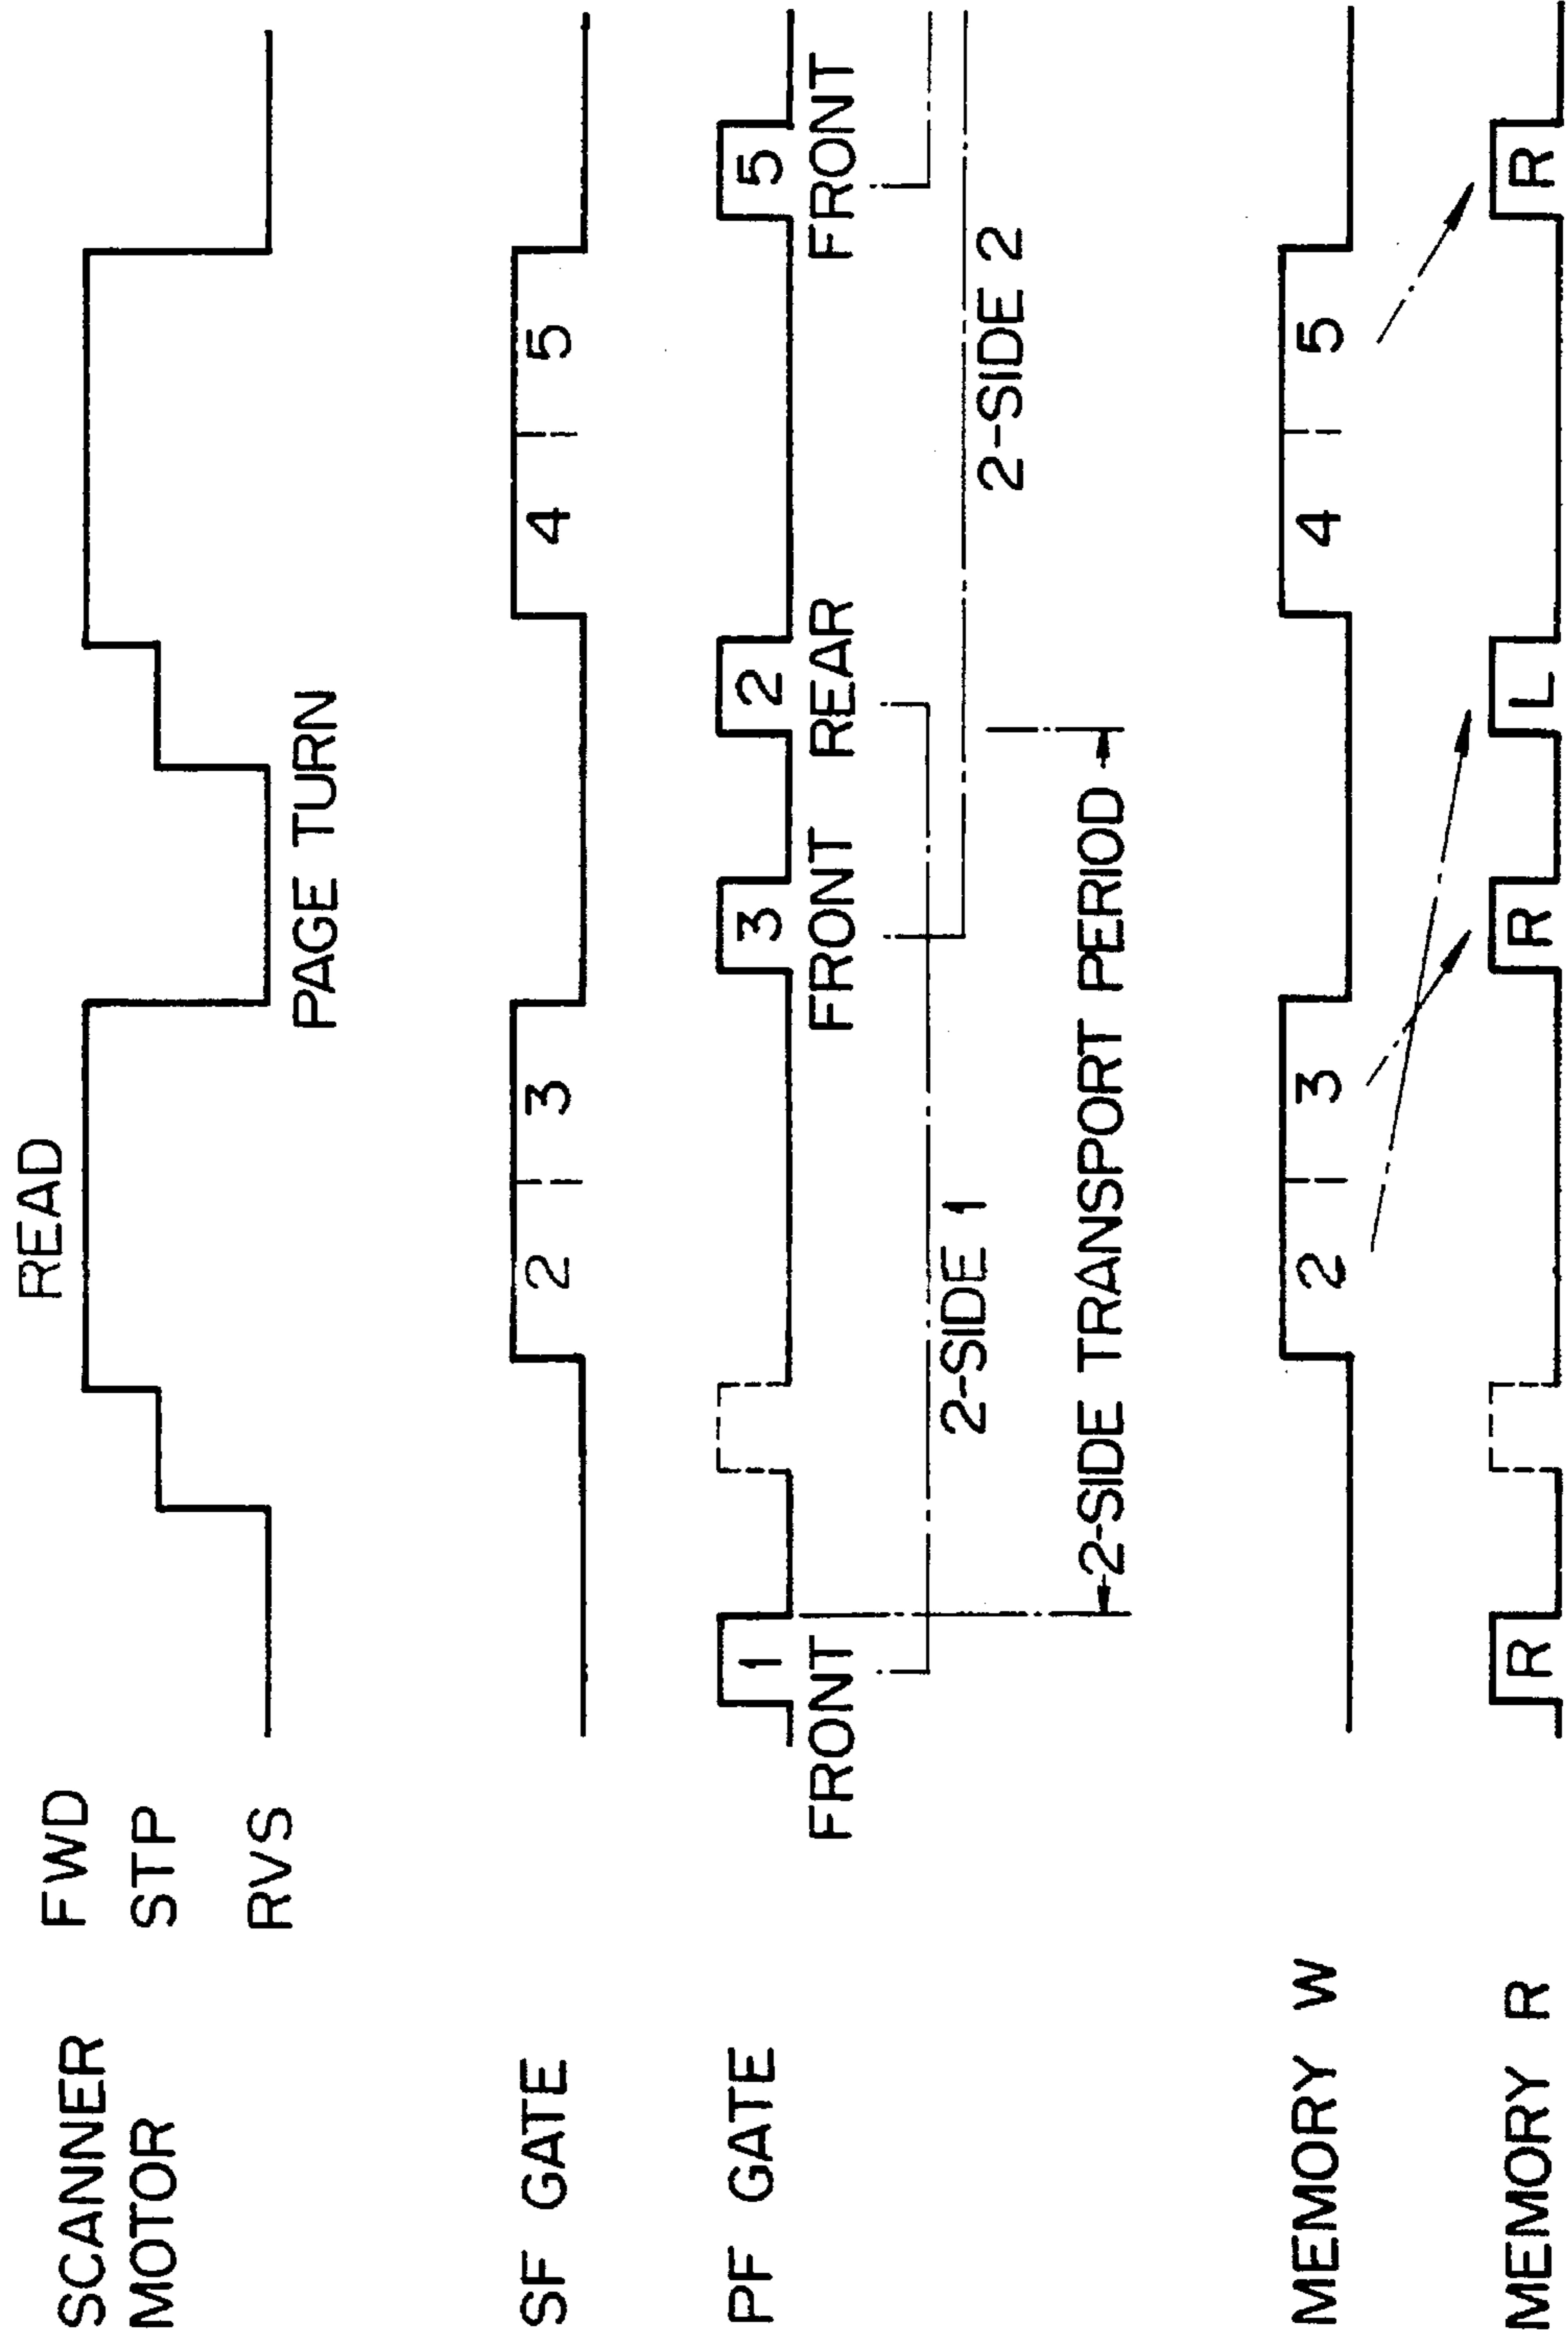 READ
SCANNER FWD
MOTOR STP
RVS
PAGE TURN
SF GATE 2 3 4 5
PF GATE 1 3 2 5
FRONT FRONT REAR FRONT
2-SIDE 1
2-SIDE 2
2-SIDE TRANSPORT PERIOD
MEMORY W 2 3 4 5
MEMORY R R R L R